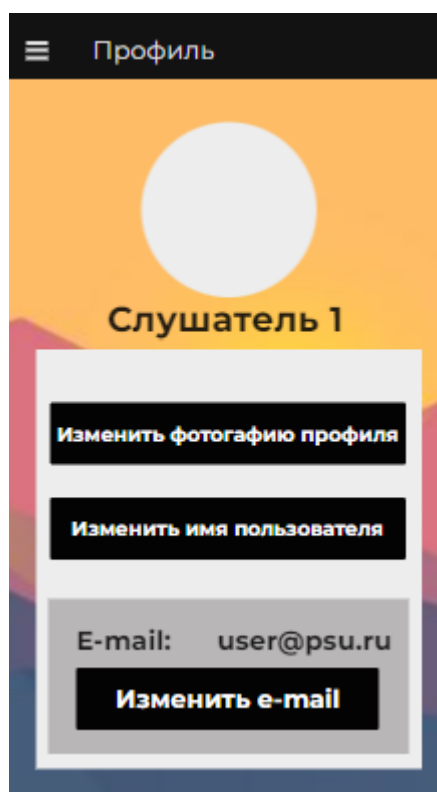 Профиль
Слушатель 1
Изменить фотогафию профиля
Изменить имя пользователя
E-mail: user@psu.ru
Изменить e-mail